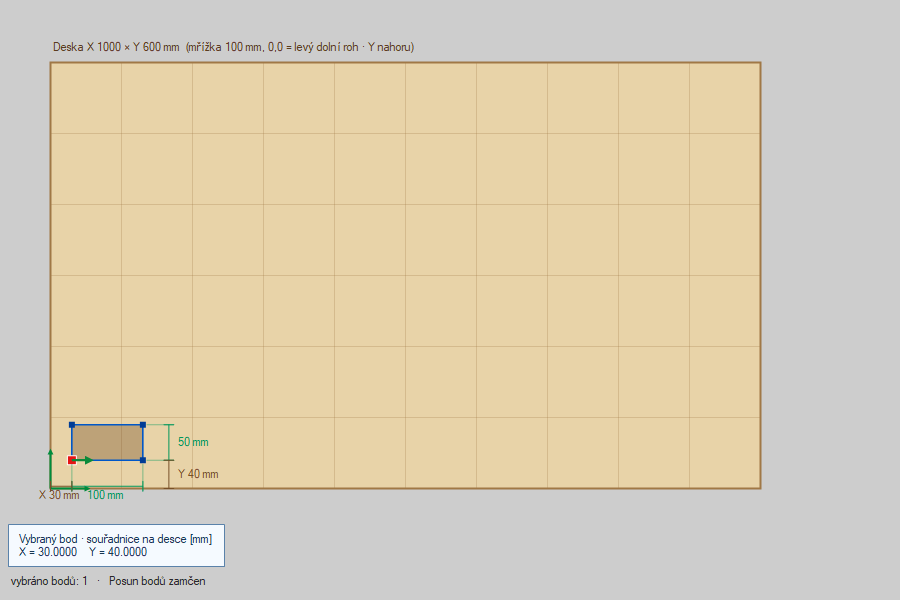 Deska X 1000 × Y 600 mm  (mřížka 100 mm, 0,0 = levý dolní roh · Y nahoru)
50 mm
Y 40 mm
X 30 mm  100 mm
Vybraný bod · souřadnice na desce [mm]
X = 30.0000    Y = 40.0000
vybráno bodů: 1   ·   Posun bodů zamčen